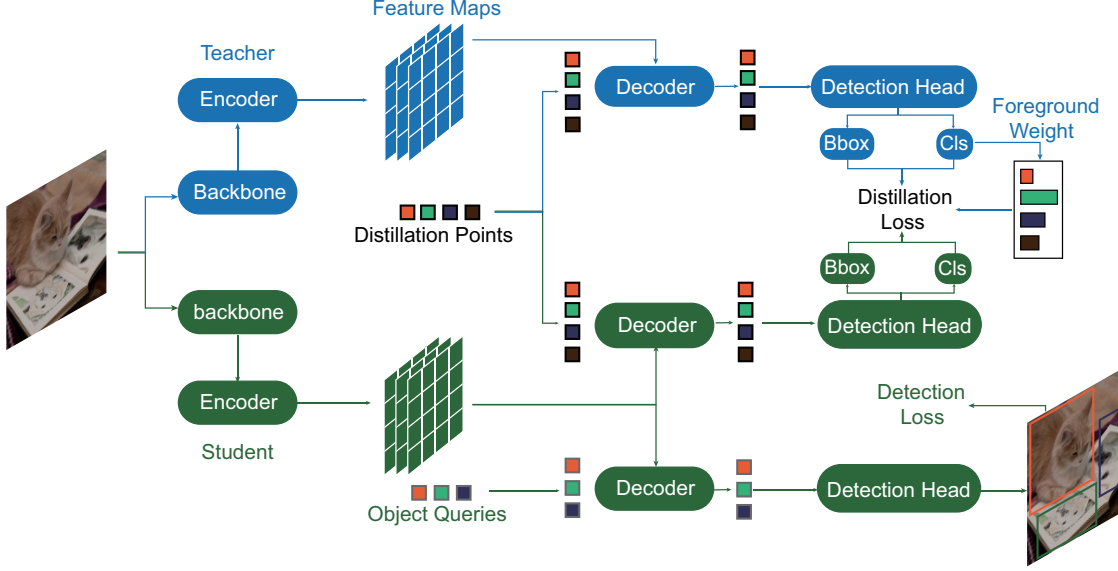 Feature Maps
Teacher
Encoder
Decoder
Detection Head
Foreground
Weight
Bbox
Cls
Backbone
Distillation
Loss
Distillation Points
Bbox
Cls
backbone
Decoder
Detection Head
Encoder
Detection
Loss
Student
Decoder
Detection Head
Object Queries